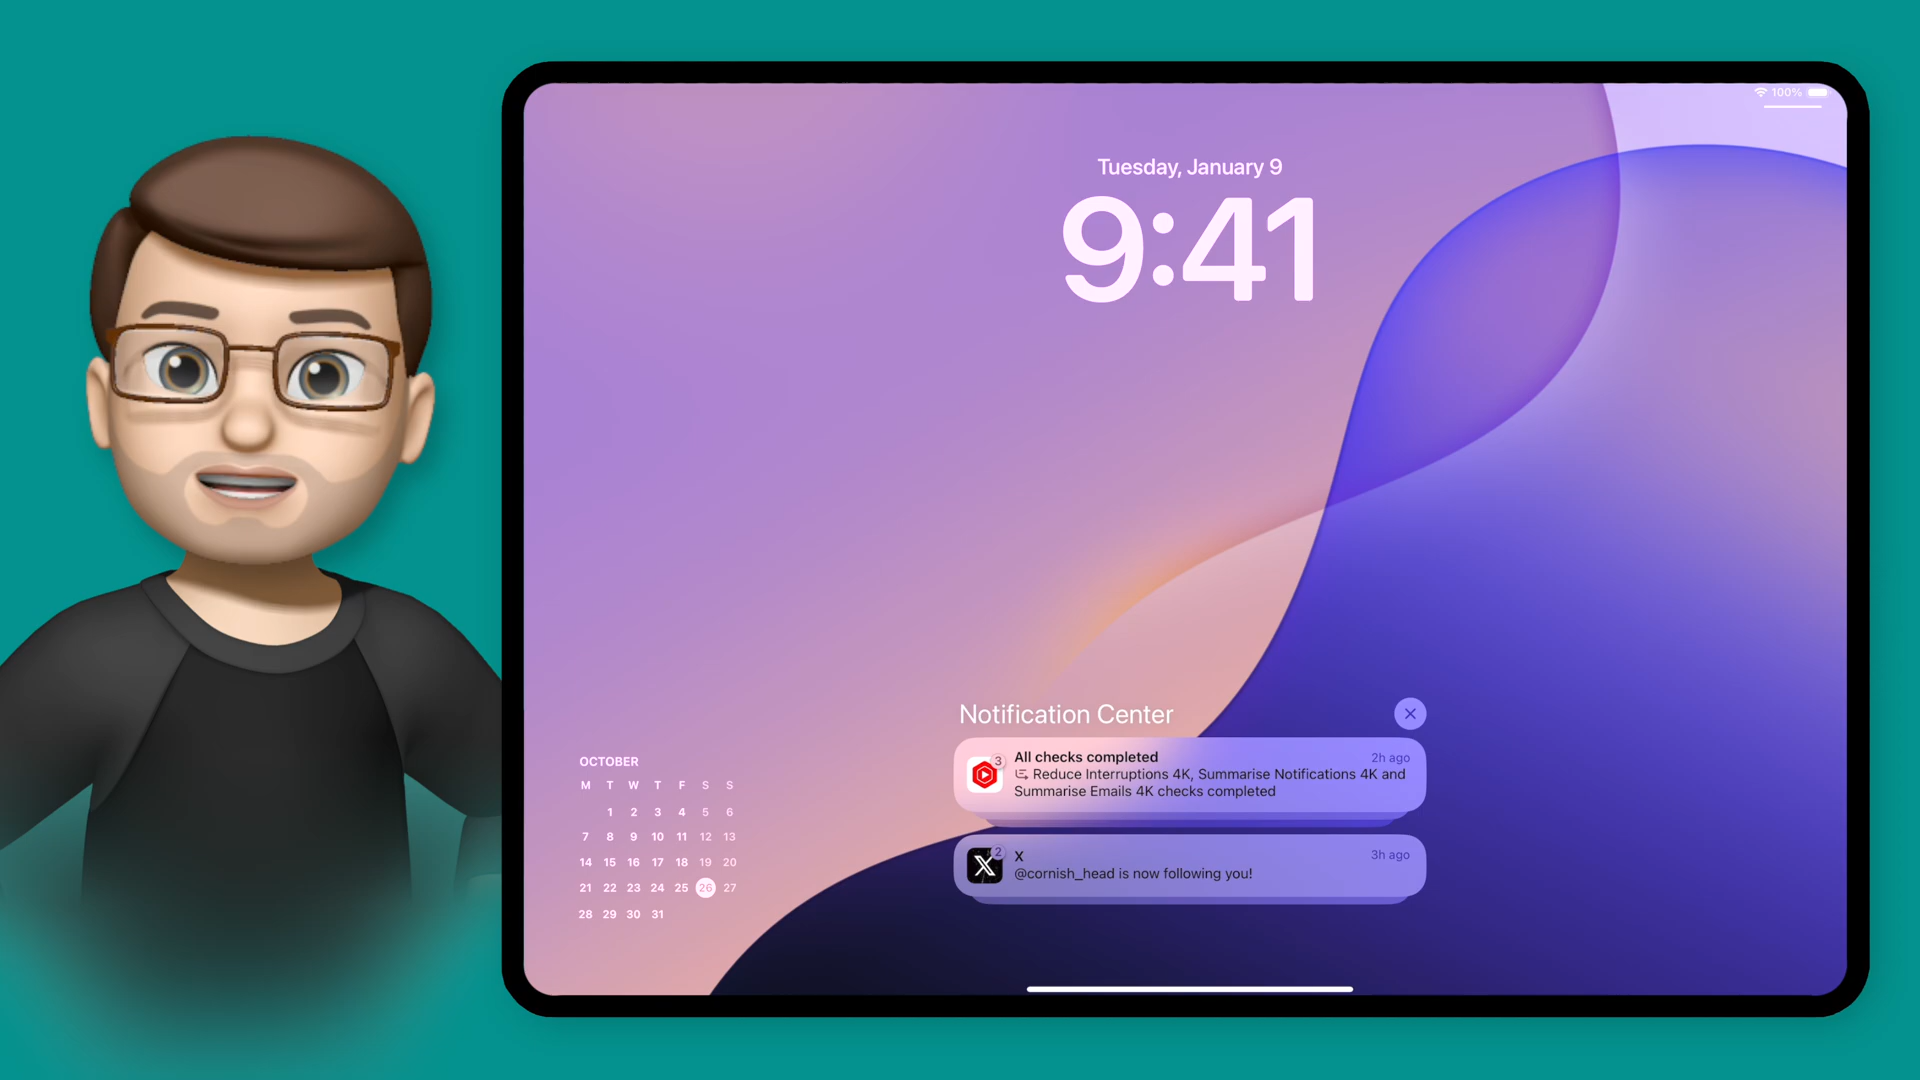 100%
Tuesday, January 9
9:41
Notification Center
3
All checks completed
2h ago
Reduce Interruptions 4K, Summarise Notifications 4K and
Summarise Emails 4K checks completed
2
X
3h ago
@cornish_head is now following you!
OCTOBER
M T W T F S S
1 2 3 4 5 6
7 8 9 10 11 12 13
14 15 16 17 18 19 20
21 22 23 24 25 26 27
28 29 30 31